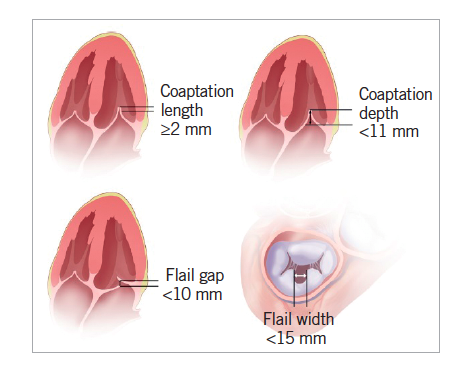 Coaptation
length
≥2 mm
Coaptation
depth
<11 mm
Flail gap
<10 mm
Flail width
<15 mm